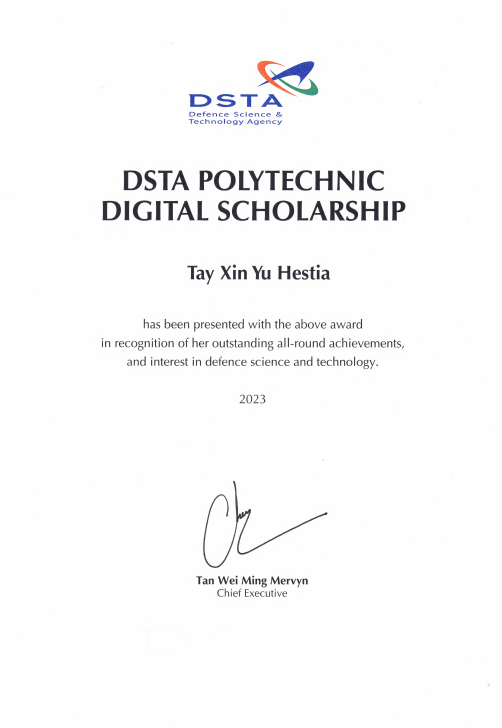 DSTA
Defence Science &
Technology Agency
DSTA POLYTECHNIC
DIGITAL SCHOLARSHIP
Tay Xin Yu Hestia
has been presented with the above award
in recognition of her outstanding all-round achievements,
and interest in defence science and technology.
2023
Tan Wei Ming Mervyn
Chief Executive